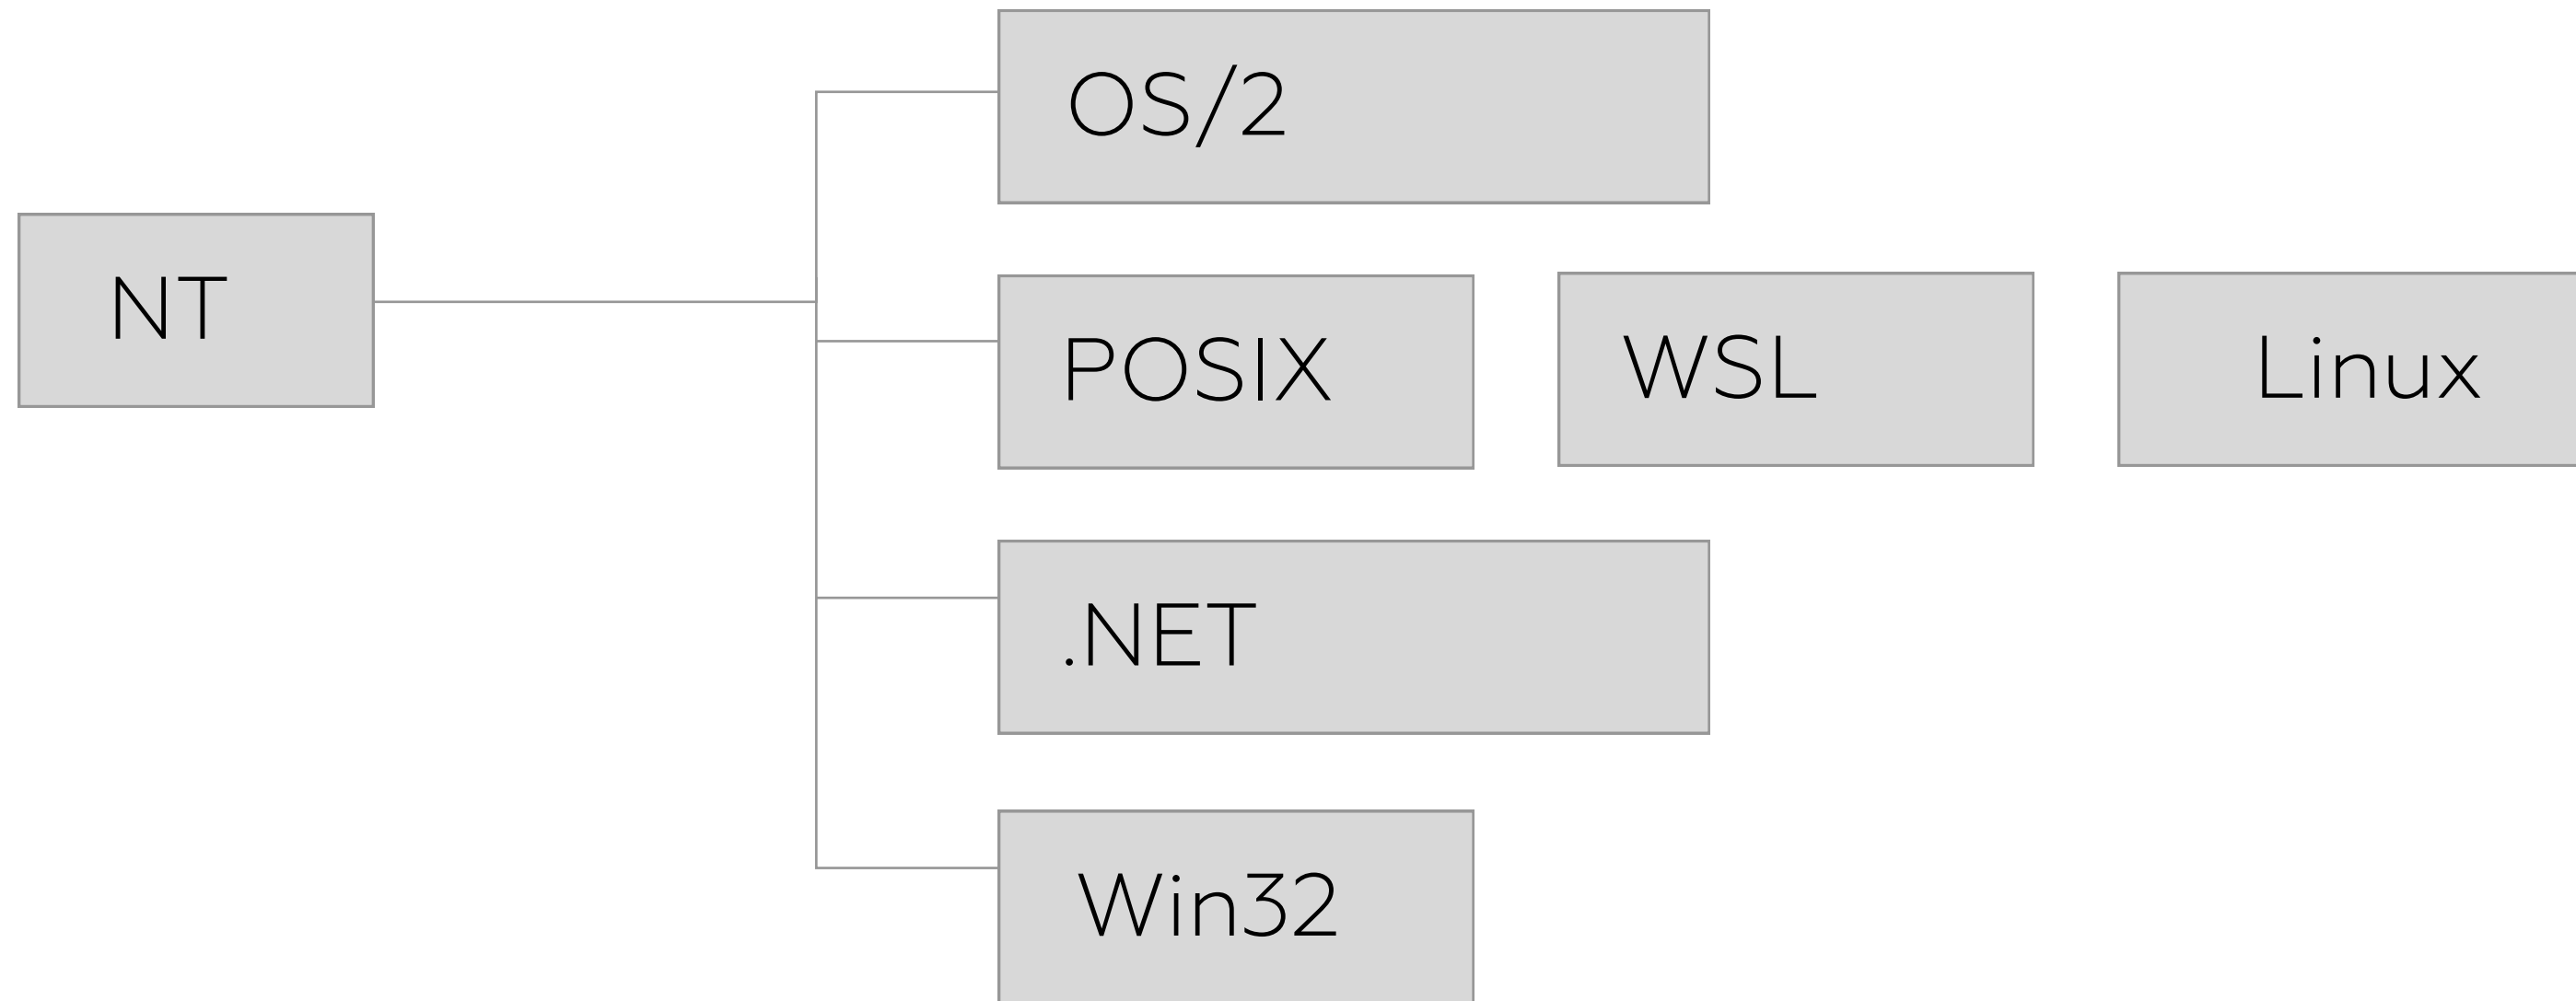 OS/2
NT
POSIX
WSL
Linux
.NET
Win32